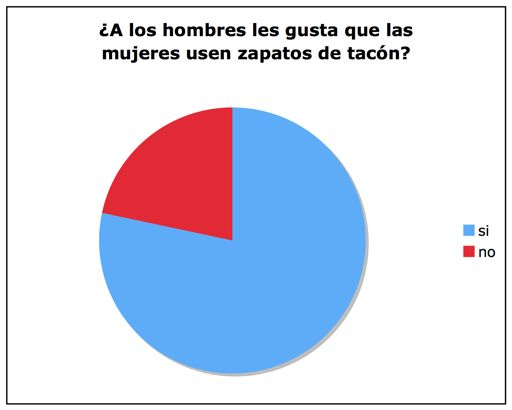 ¿A los hombres les gusta que las
mujeres usen zapatos de tacón?
si
no